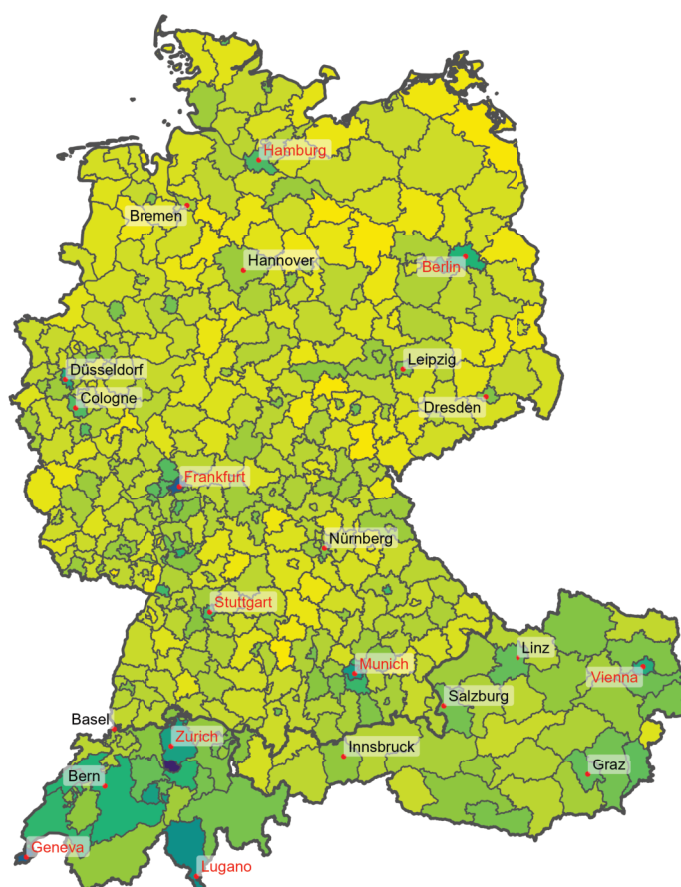 Hamburg
Bremen
Hannover
Berlin
Düsseldorf
Leipzig
Cologne
Dresden
Frankfurt
Nürnberg
Stuttgart
Linz
Munich
Vienna
Salzburg
Basel
Zurich
Innsbruck
Bern
Graz
Geneva
Lugano